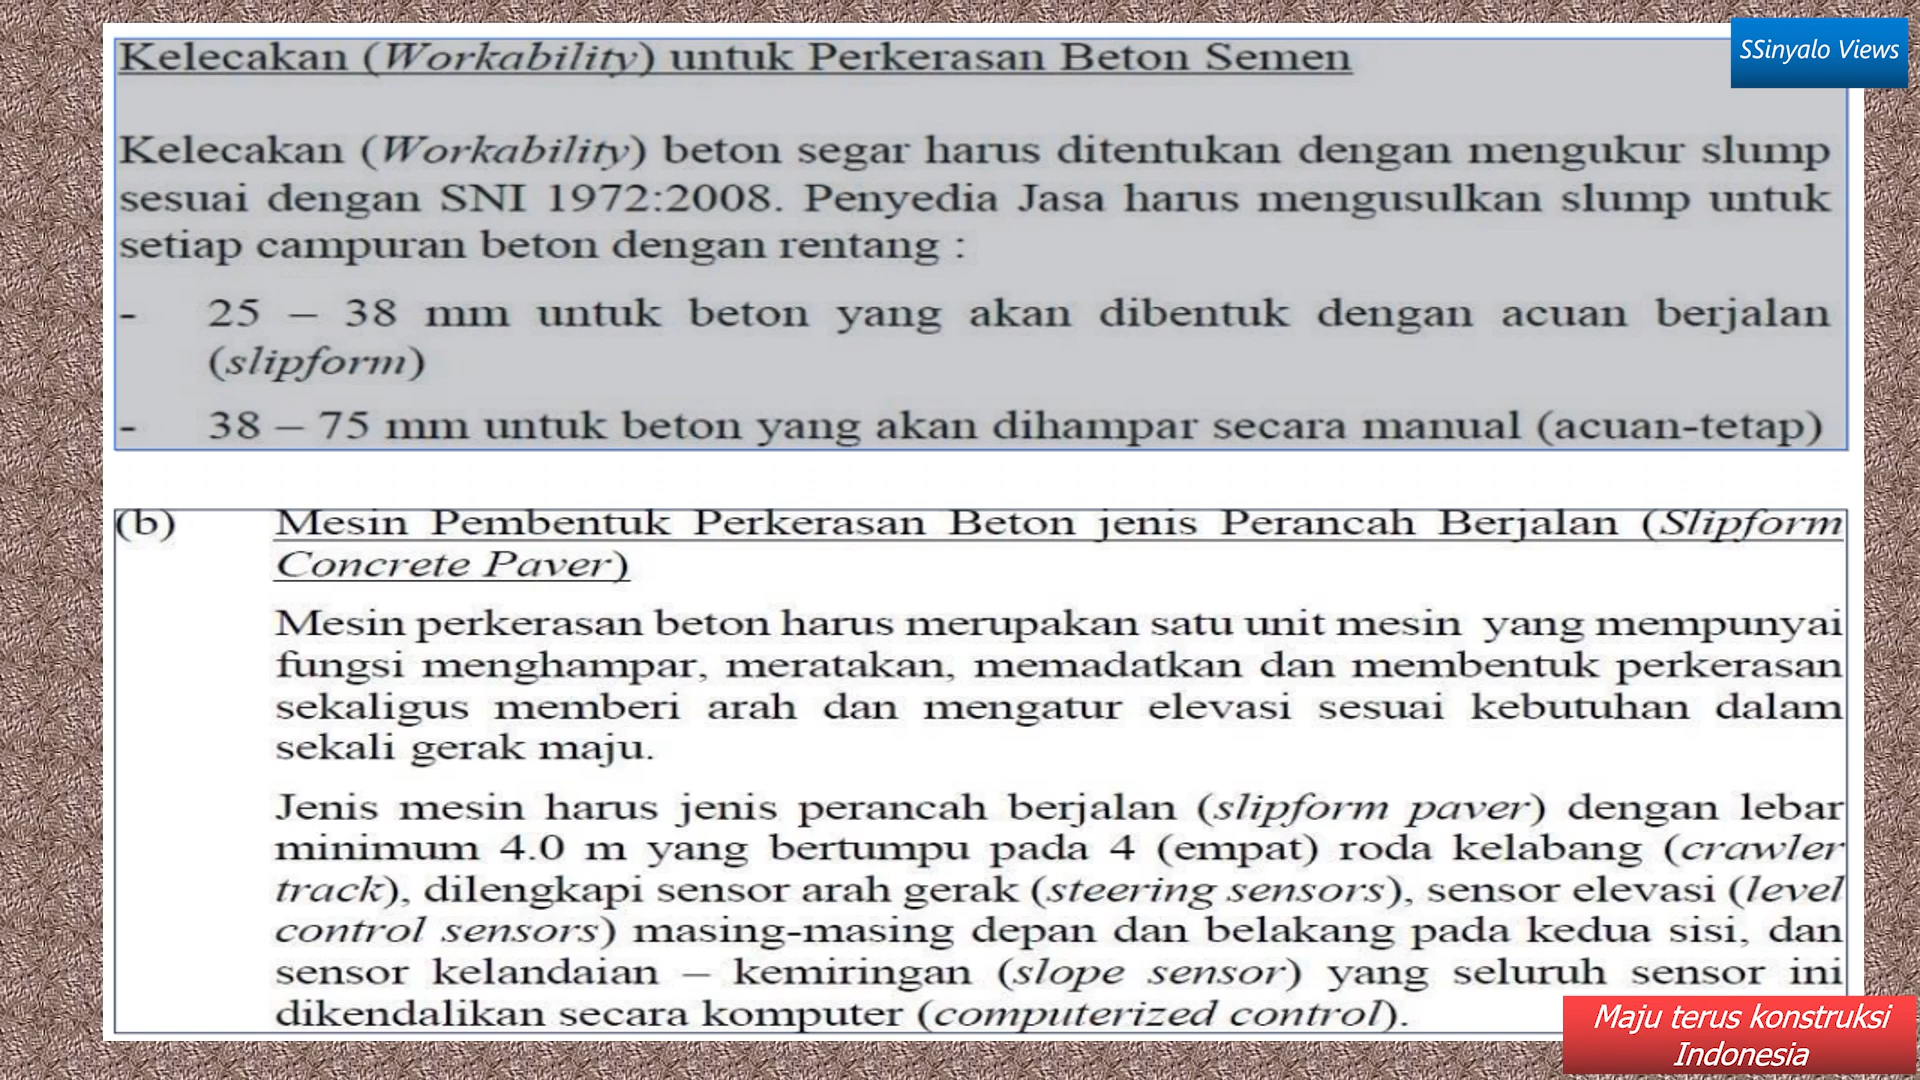 SSinyalo Views
Kelecakan (Workability) untuk Perkerasan Beton Semen
Kelecakan (Workability) beton segar harus ditentukan dengan mengukur slump
sesuai dengan SNI 1972:2008. Penyedia Jasa harus mengusulkan slump untuk
setiap campuran beton dengan rentang :
- 25 – 38 mm untuk beton yang akan dibentuk dengan acuan berjalan
(slipform)
- 38 – 75 mm untuk beton yang akan dihampar secara manual (acuan-tetap)
(b) Mesin Pembentuk Perkerasan Beton jenis Perancah Berjalan (Slipform
Concrete Paver)
Mesin perkerasan beton harus merupakan satu unit mesin yang mempunyai
fungsi menghampar, meratakan, memadatkan dan membentuk perkerasan
sekaligus memberi arah dan mengatur elevasi sesuai kebutuhan dalam
sekali gerak maju.
Jenis mesin harus jenis perancah berjalan (slipform paver) dengan lebar
minimum 4.0 m yang bertumpu pada 4 (empat) roda kelabang (crawler
track), dilengkapi sensor arah gerak (steering sensors), sensor elevasi (level
control sensors) masing-masing depan dan belakang pada kedua sisi, dan
sensor kelandaian – kemiringan (slope sensor) yang seluruh sensor ini
dikendalikan secara komputer (computerized control).
Maju terus konstruksi
Indonesia